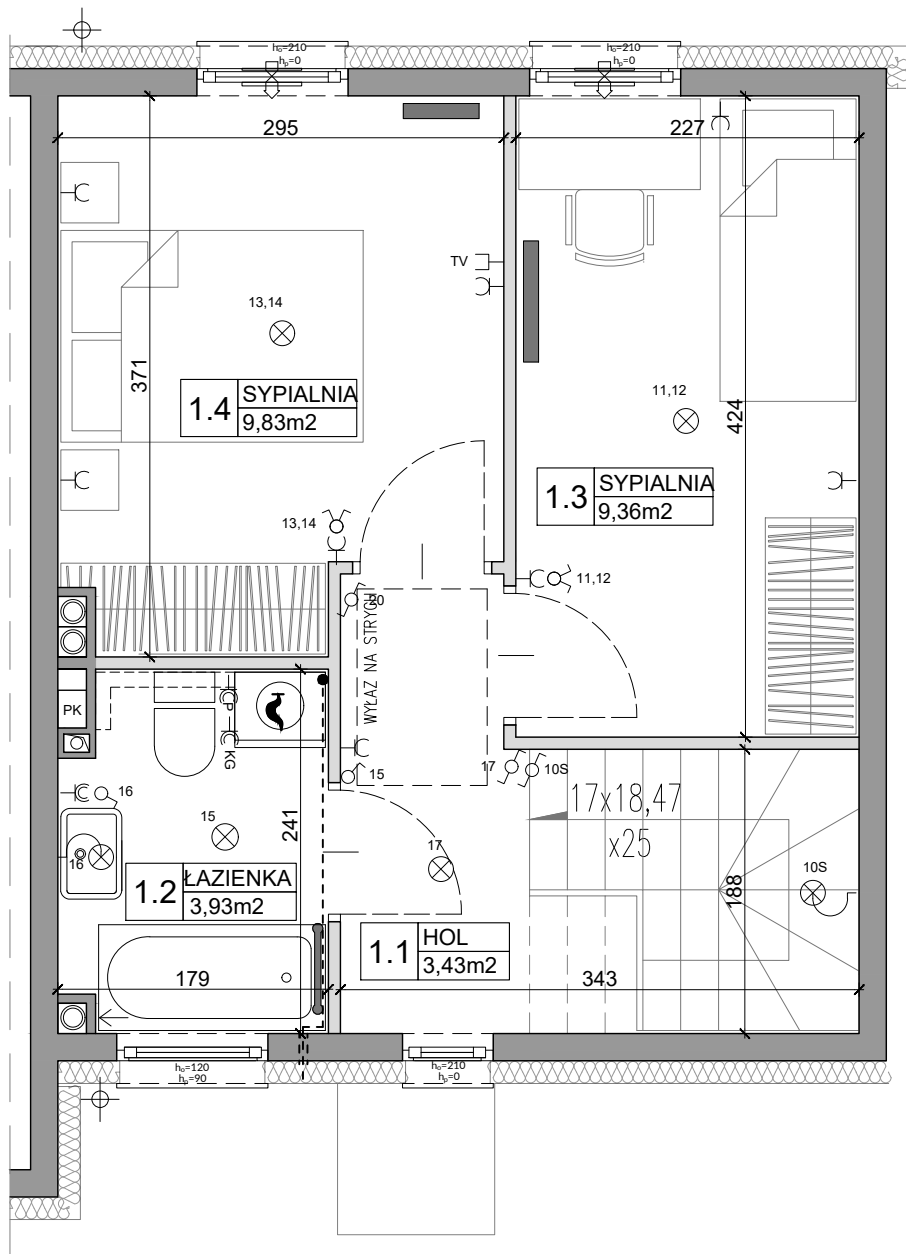 h₀=210
hₚ=0
h₀=210
hₚ=0
295
227
TV
13,14
371
11,12
424
1.4
SYPIALNIA
9,83m2
1.3
SYPIALNIA
9,36m2
13,14
11,12
20
WYŁAZ NA STRYCH
PK
P
KG
17
10S
15
16
15
241
17x18,47
x25
16
17
10S
188
1.2
ŁAZIENKA
3,93m2
1.1
HOL
3,43m2
179
343
h₀=120
hₚ=90
h₀=210
hₚ=0